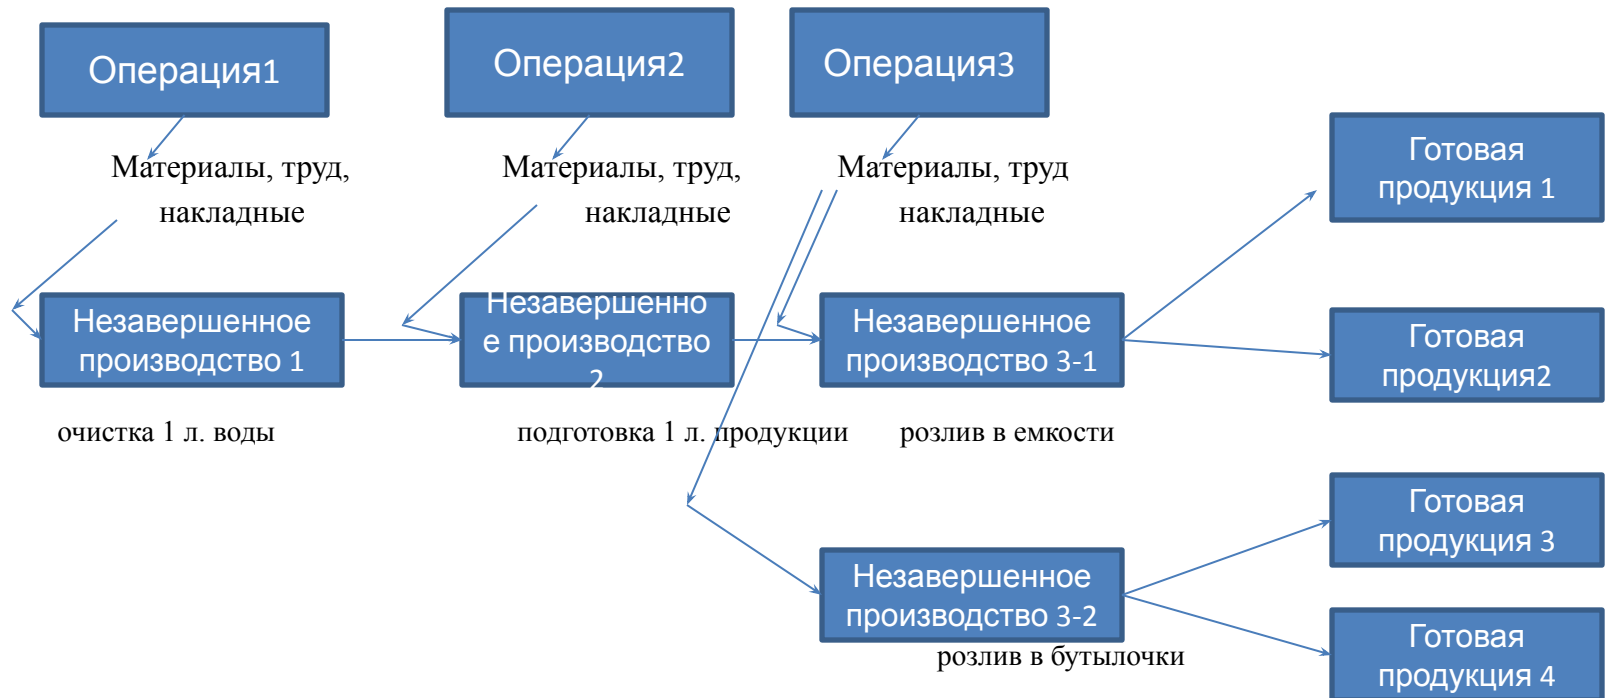 Операция1
Операция2
Операция3
Материалы, труд,
накладные
Материалы, труд,
накладные
Материалы, труд
накладные
Готовая
продукция 1
Незавершенное
производство 1
Незавершенно
е производство
2
Незавершенное
производство 3-1
Готовая
продукция2
очистка 1 л. воды
подготовка 1 л. продукции
розлив в емкости
Готовая
продукция 3
Незавершенное
производство 3-2
розлив в бутылочки
Готовая
продукция 4